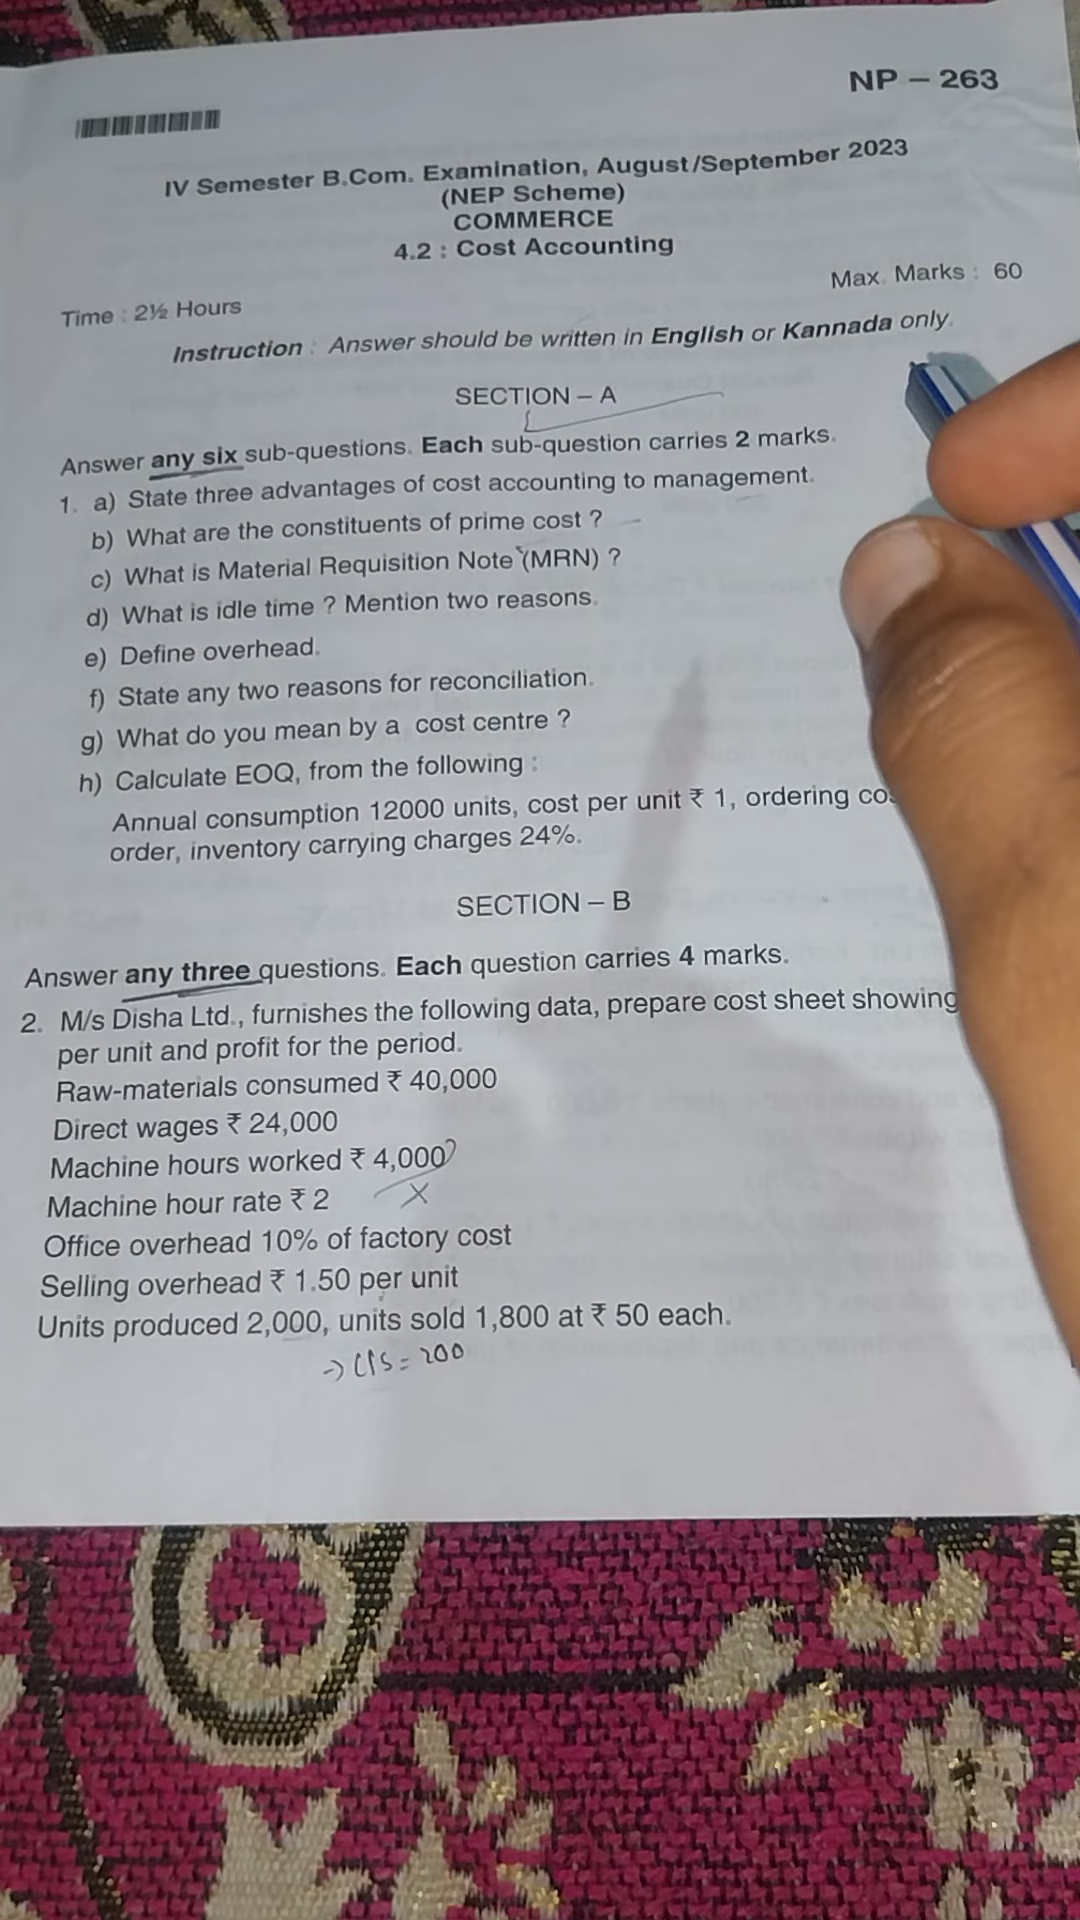 NP – 263
IV Semester B.Com. Examination, August/September 2023
(NEP Scheme)
COMMERCE
4.2 : Cost Accounting
Time : 2½ Hours
Max. Marks : 60
Instruction : Answer should be written in English or Kannada only.
SECTION – A
Answer any six sub-questions. Each sub-question carries 2 marks.
1. a) State three advantages of cost accounting to management.
b) What are the constituents of prime cost ?
c) What is Material Requisition Note (MRN) ?
d) What is idle time ? Mention two reasons.
e) Define overhead.
f) State any two reasons for reconciliation.
g) What do you mean by a cost centre ?
h) Calculate EOQ, from the following :
Annual consumption 12000 units, cost per unit ₹ 1, ordering
order, inventory carrying charges 24%.
SECTION – B
Answer any three questions. Each question carries 4 marks.
2. M/s Disha Ltd., furnishes the following data, prepare cost sheet showing
per unit and profit for the period.
Raw-materials consumed ₹ 40,000
Direct wages ₹ 24,000
Machine hours worked ₹ 4,000
Machine hour rate ₹ 2
Office overhead 10% of factory cost
Selling overhead ₹ 1.50 per unit
Units produced 2,000, units sold 1,800 at ₹ 50 each.
→ C/S = 200